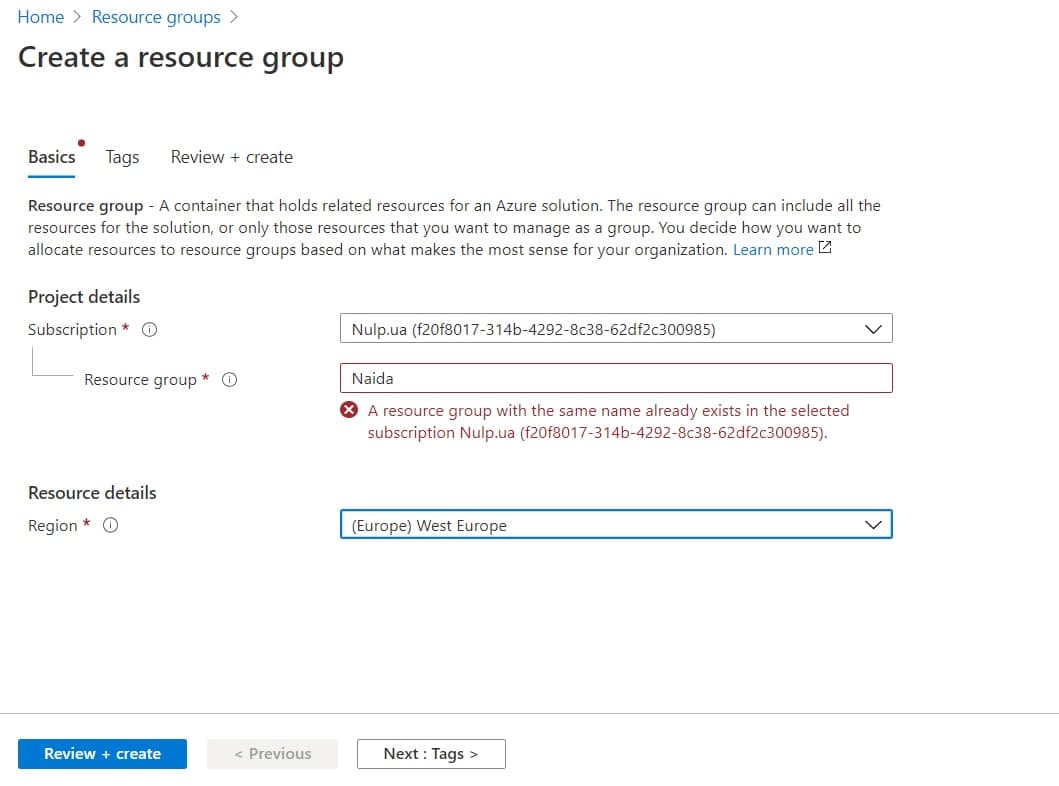 Home > Resource groups >
Create a resource group
Basics Tags Review + create
Resource group - A container that holds related resources for an Azure solution. The resource group can include all the
resources for the solution, or only those resources that you want to manage as a group. You decide how you want to
allocate resources to resource groups based on what makes the most sense for your organization. Learn more
Project details
Subscription * Nulp.ua (f20f8017-314b-4292-8c38-62df2c300985)
Resource group * Naida
A resource group with the same name already exists in the selected
subscription Nulp.ua (f20f8017-314b-4292-8c38-62df2c300985).
Resource details
Region * (Europe) West Europe
Review + create < Previous Next : Tags >